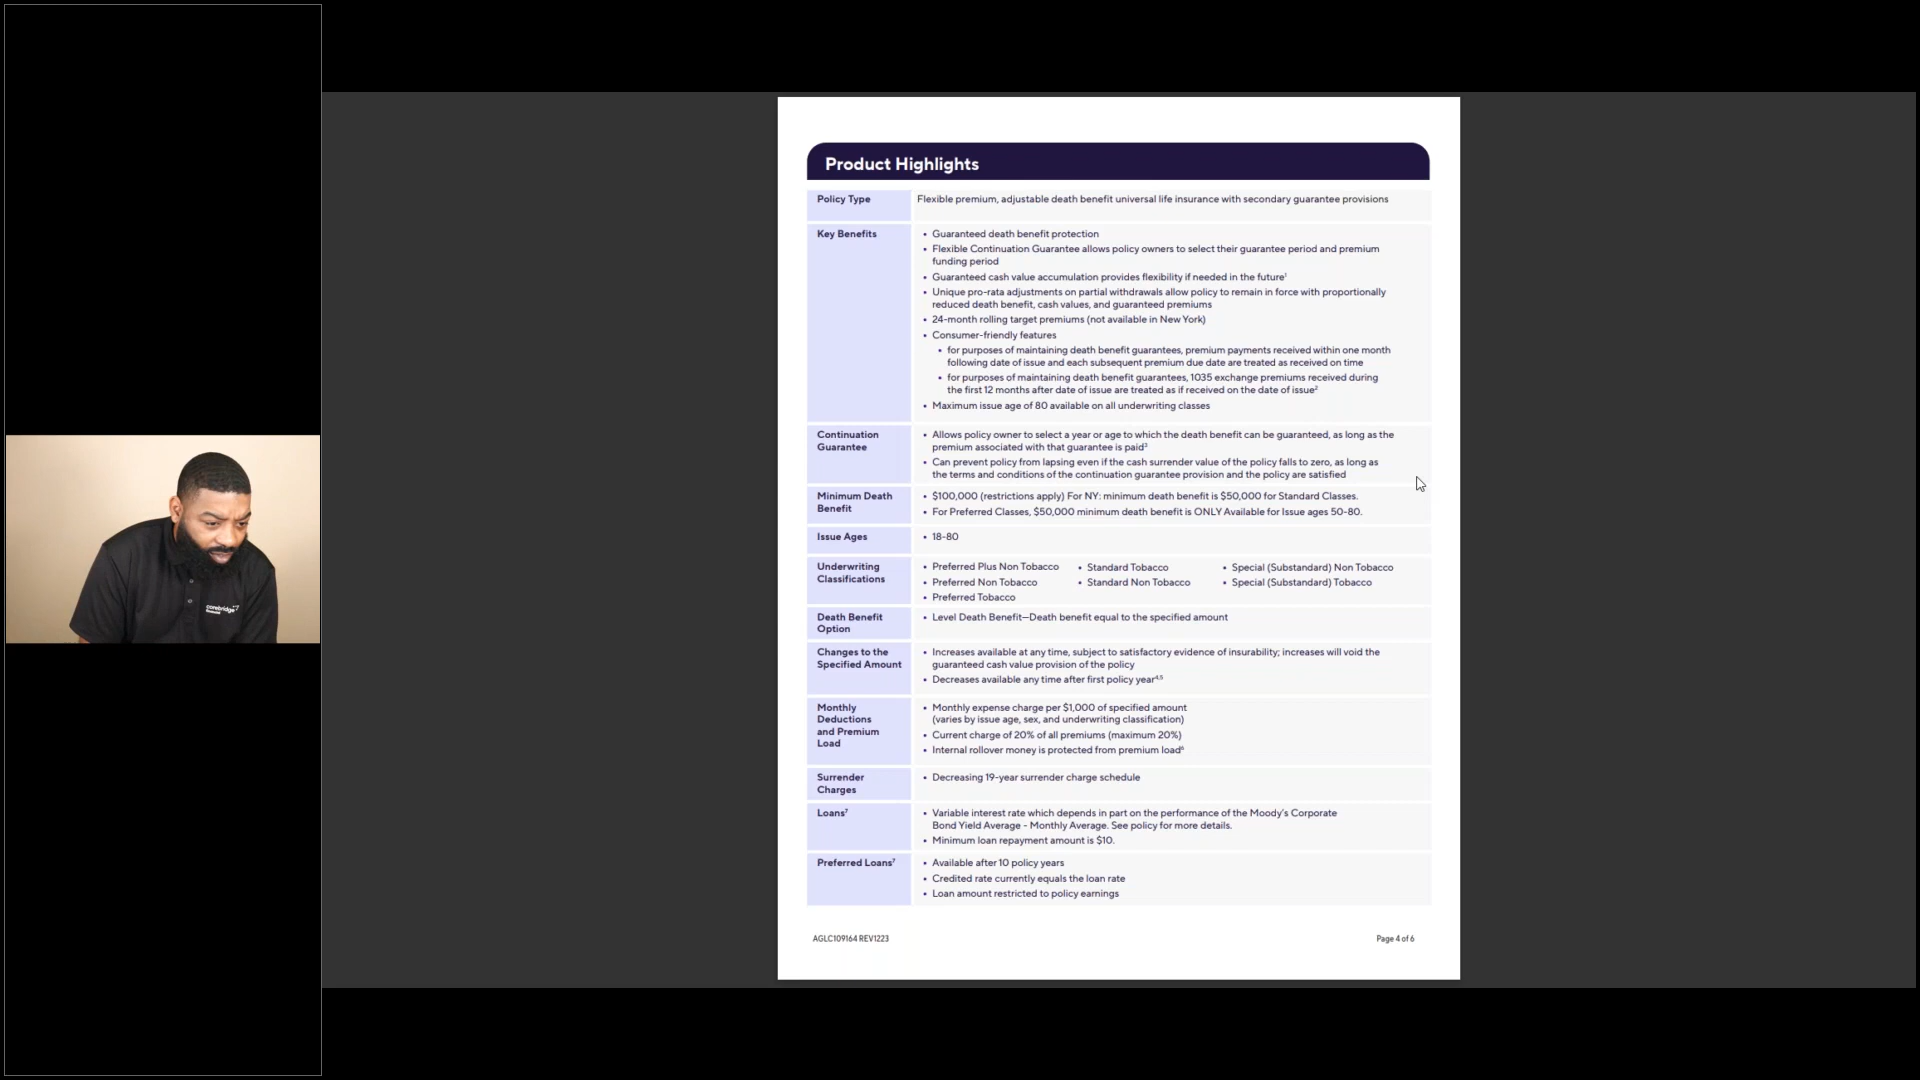 Product Highlights
Policy Type
Flexible premium, adjustable death benefit universal life insurance with secondary guarantee provisions
Key Benefits
• Guaranteed death benefit protection
• Flexible Continuation Guarantee allows policy owners to select their guarantee period and premium
funding period
• Guaranteed cash value accumulation provides flexibility if needed in the future¹
• Unique pro-rata adjustments on partial withdrawals allow policy to remain in force with proportionally
reduced death benefit, cash values, and guaranteed premiums
• 24-month rolling target premiums (not available in New York)
• Consumer-friendly features
• for purposes of maintaining death benefit guarantees, premium payments received within one month
following date of issue and each subsequent premium due date are treated as received on time
• for purposes of maintaining death benefit guarantees, 1035 exchange premiums received during
the first 12 months after date of issue are treated as if received on the date of issue²
• Maximum issue age of 80 available on all underwriting classes
Continuation
Guarantee
• Allows policy owner to select a year or age to which the death benefit can be guaranteed, as long as the
premium associated with that guarantee is paid³
• Can prevent policy from lapsing even if the cash surrender value of the policy falls to zero, as long as
the terms and conditions of the continuation guarantee provision and the policy are satisfied
Minimum Death
Benefit
• $100,000 (restrictions apply) For NY: minimum death benefit is $50,000 for Standard Classes.
• For Preferred Classes, $50,000 minimum death benefit is ONLY Available for Issue ages 50-80.
Issue Ages
• 18-80
Underwriting
Classifications
• Preferred Plus Non Tobacco • Standard Tobacco • Special (Substandard) Non Tobacco
• Preferred Non Tobacco • Standard Non Tobacco • Special (Substandard) Tobacco
• Preferred Tobacco
Death Benefit
Option
• Level Death Benefit—Death benefit equal to the specified amount
Changes to the
Specified Amount
• Increases available at any time, subject to satisfactory evidence of insurability; increases will void the
guaranteed cash value provision of the policy
• Decreases available any time after first policy year⁴,⁵
Monthly
Deductions
and Premium
Load
• Monthly expense charge per $1,000 of specified amount
(varies by issue age, sex, and underwriting classification)
• Current charge of 20% of all premiums (maximum 20%)
• Internal rollover money is protected from premium load⁶
Surrender
Charges
• Decreasing 19-year surrender charge schedule
Loans⁷
• Variable interest rate which depends in part on the performance of the Moody's Corporate
Bond Yield Average - Monthly Average. See policy for more details.
• Minimum loan repayment amount is $10.
Preferred Loans⁷
• Available after 10 policy years
• Credited rate currently equals the loan rate
• Loan amount restricted to policy earnings
AGLC109164 REV1223
Page 4 of 6
corebridge
financial